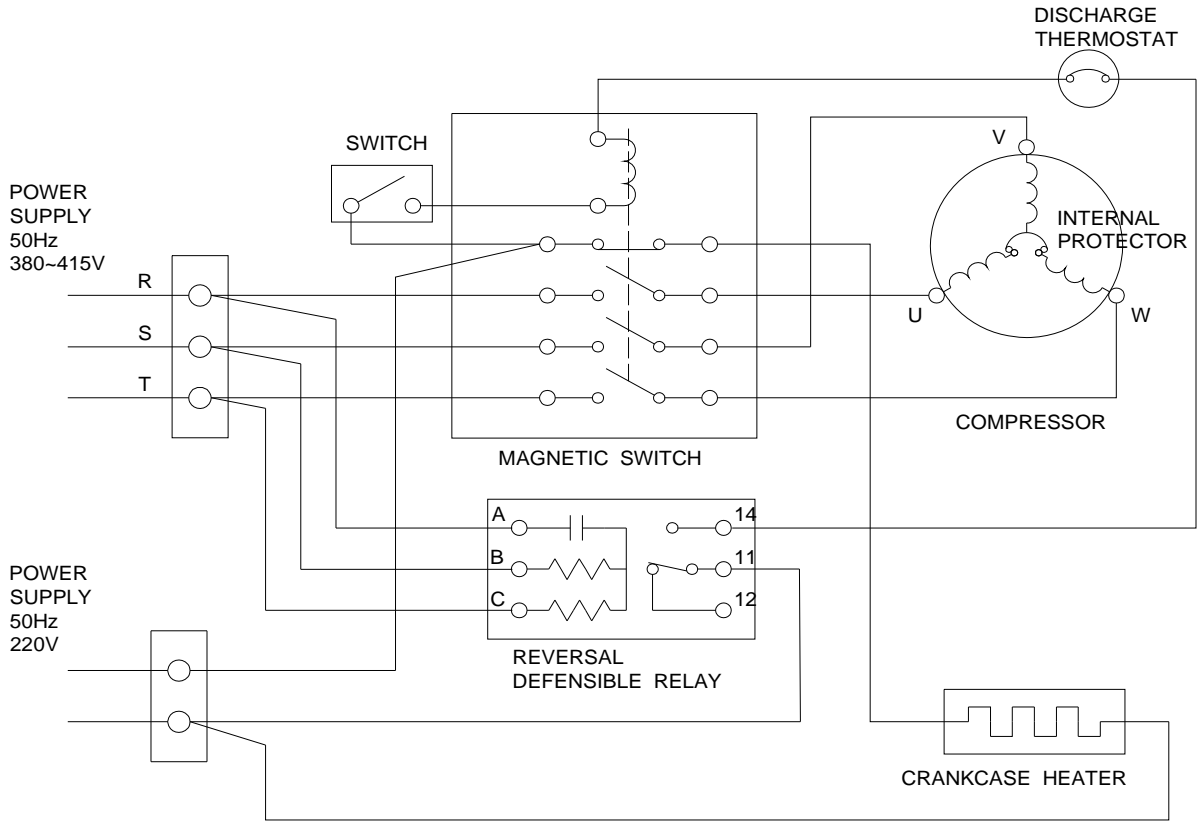 DISCHARGE
THERMOSTAT
SWITCH
V
POWER
SUPPLY
50Hz
380~415V
INTERNAL
PROTECTOR
R
U
W
S
T
COMPRESSOR
MAGNETIC SWITCH
A
14
B
11
C
12
POWER
SUPPLY
50Hz
220V
REVERSAL
DEFENSIBLE RELAY
CRANKCASE HEATER